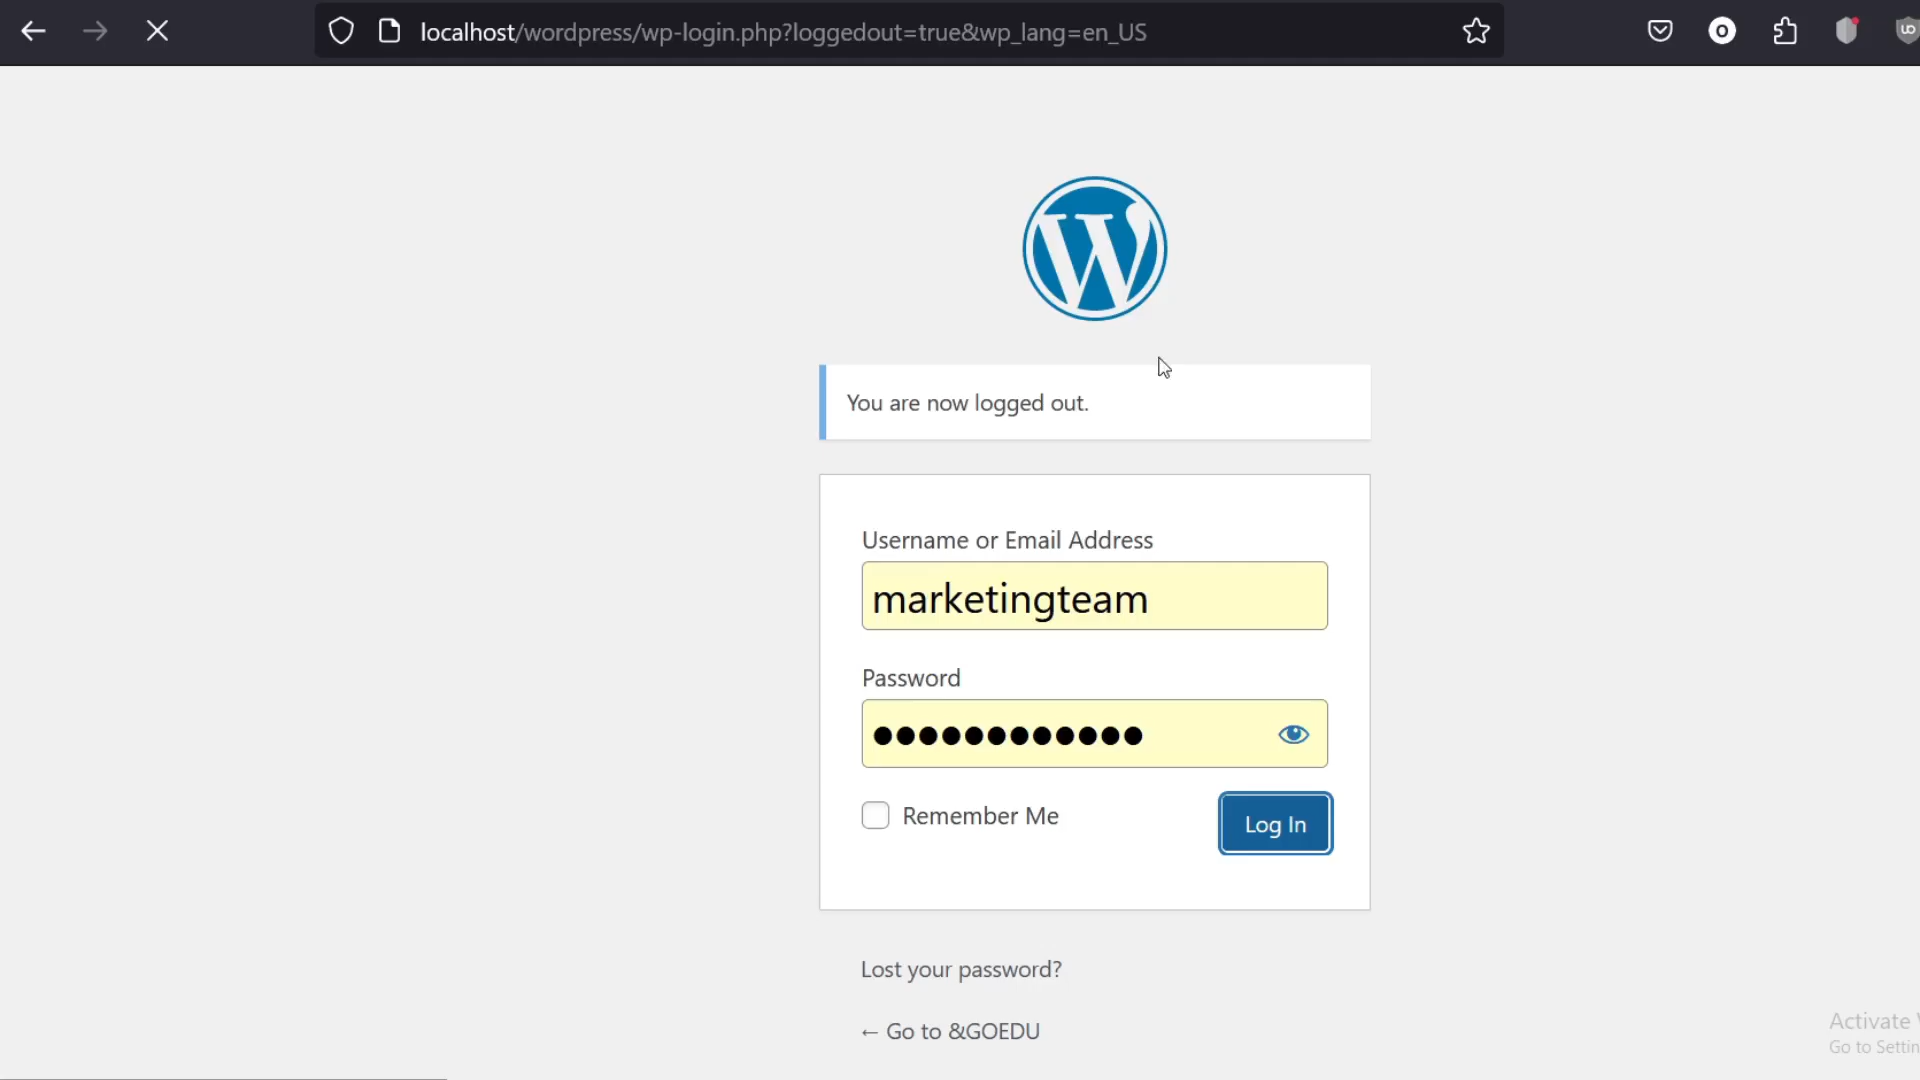 localhost/wordpress/wp-login.php?loggedout=true&wp_lang=en_US
You are now logged out.
Username or Email Address
marketingteam
Password
Remember Me
Log In
Lost your password?
← Go to &GOEDU
Activate
Go to